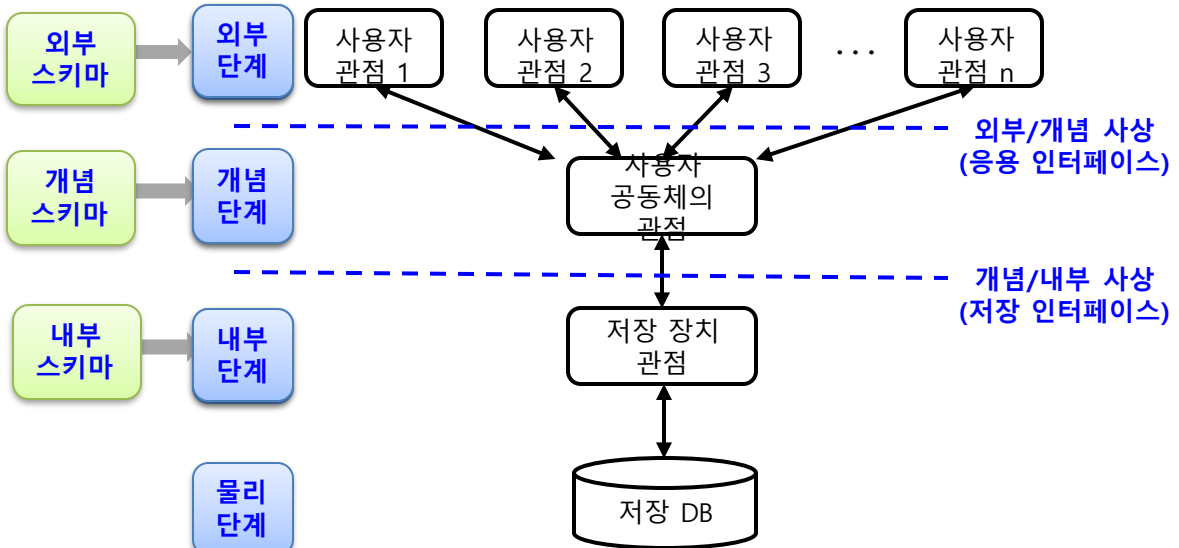 외부
스키마
외부
단계
사용자
관점 1
사용자
관점 2
사용자
관점 3
...
사용자
관점 n
외부/개념 사상
(응용 인터페이스)
개념
스키마
개념
단계
사용자
공동체의
관점
개념/내부 사상
(저장 인터페이스)
내부
스키마
내부
단계
저장 장치
관점
물리
단계
저장 DB